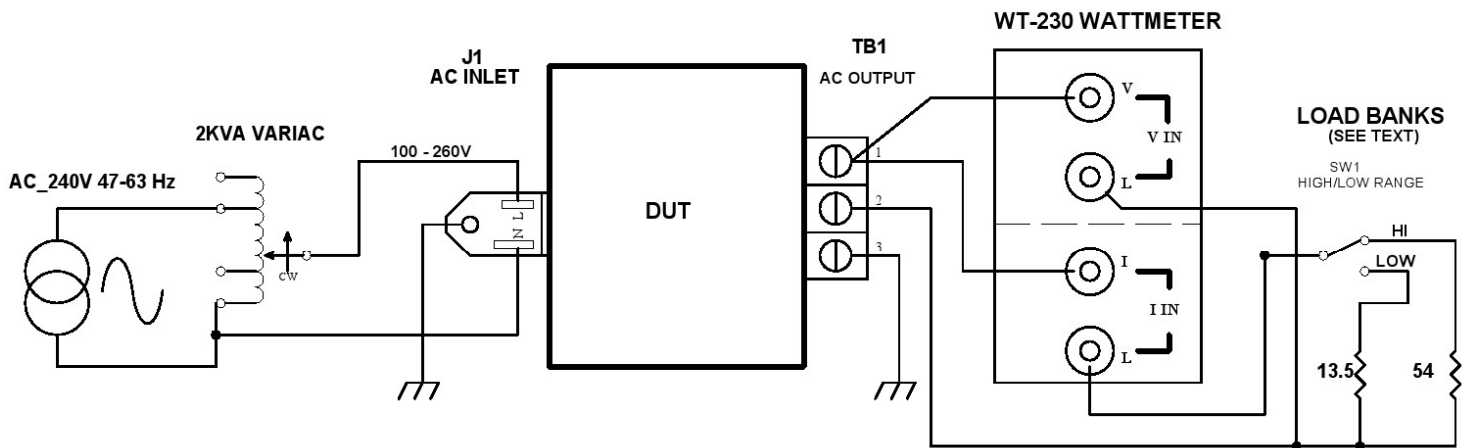 WT-230 WATTMETER
J1
AC INLET
TB1
AC OUTPUT
2KVA VARIAC
100 - 260V
AC_240V 47-63 Hz
CW
L
N
DUT
1
2
3
V
V IN
L
I
I IN
L
LOAD BANKS
(SEE TEXT)
SW1
HIGH/LOW RANGE
HI
LOW
13.5
54